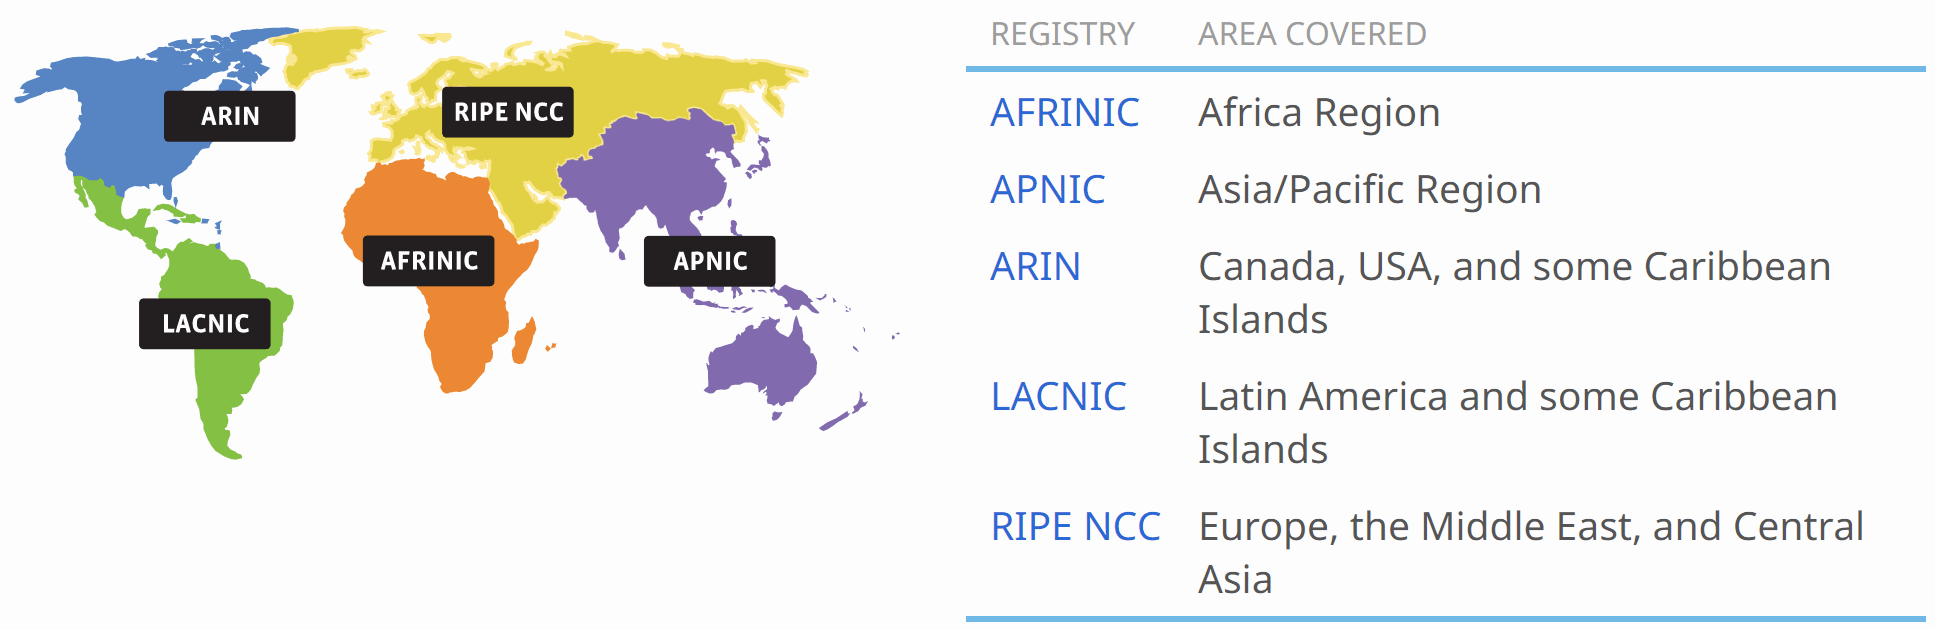 ARIN
RIPE NCC
AFRINIC
APNIC
LACNIC
REGISTRY AREA COVERED
AFRINIC Africa Region
APNIC Asia/Pacific Region
ARIN Canada, USA, and some Caribbean
Islands
LACNIC Latin America and some Caribbean
Islands
RIPE NCC Europe, the Middle East, and Central
Asia